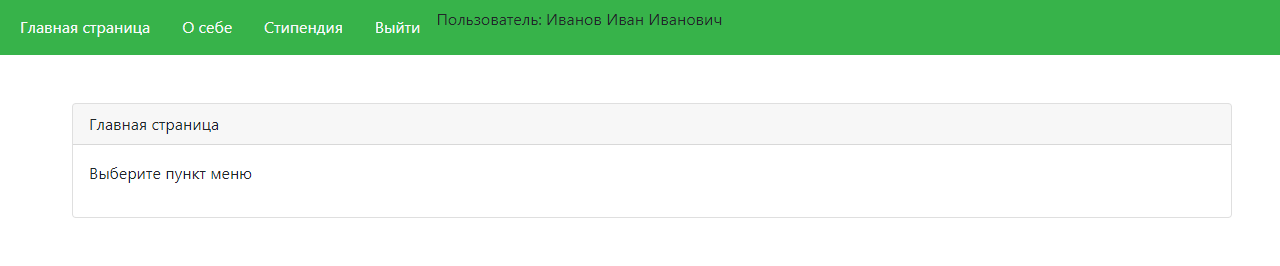 Главная страница О себе Стипендия Выйти Пользователь: Иванов Иван Иванович
Главная страница
Выберите пункт меню